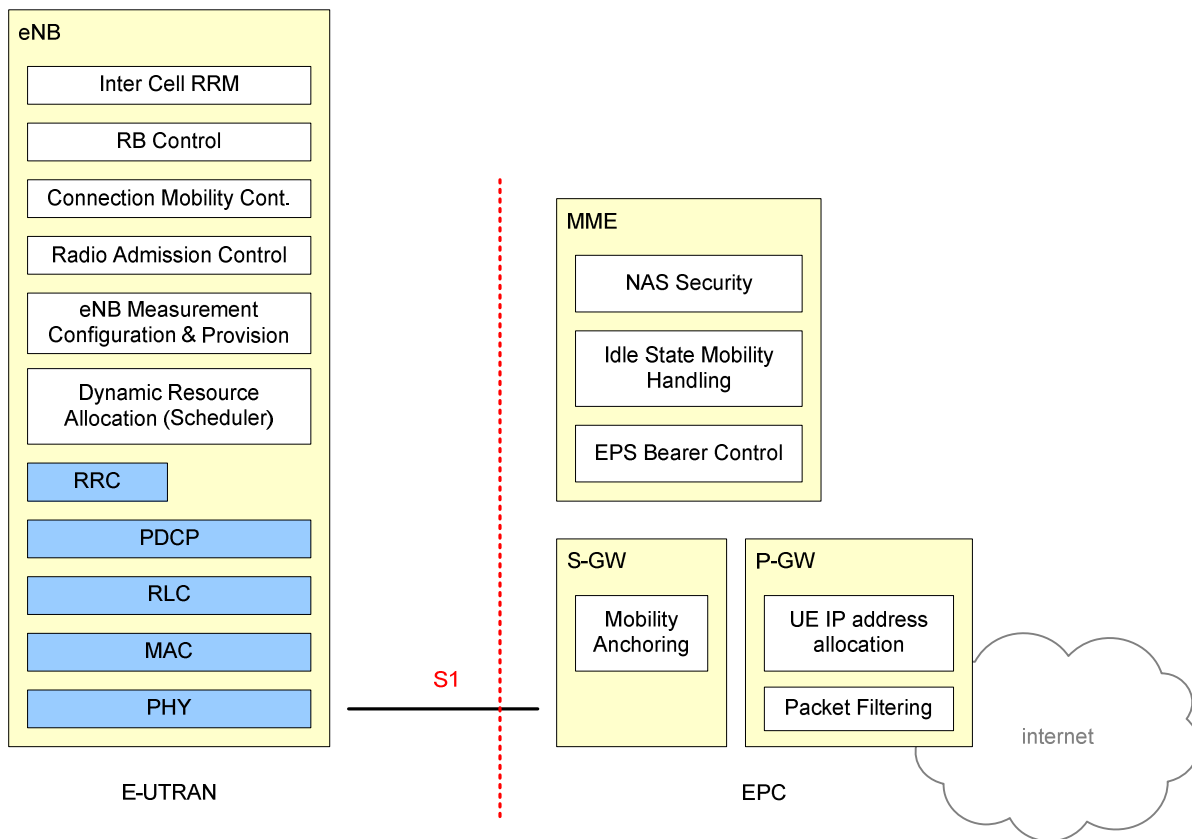 eNB
Inter Cell RRM
RB Control
Connection Mobility Cont.
Radio Admission Control
eNB Measurement
Configuration & Provision
Dynamic Resource
Allocation (Scheduler)
RRC
PDCP
RLC
MAC
PHY
E-UTRAN
S1
MME
NAS Security
Idle State Mobility
Handling
EPS Bearer Control
S-GW
Mobility
Anchoring
P-GW
UE IP address
allocation
Packet Filtering
internet
EPC